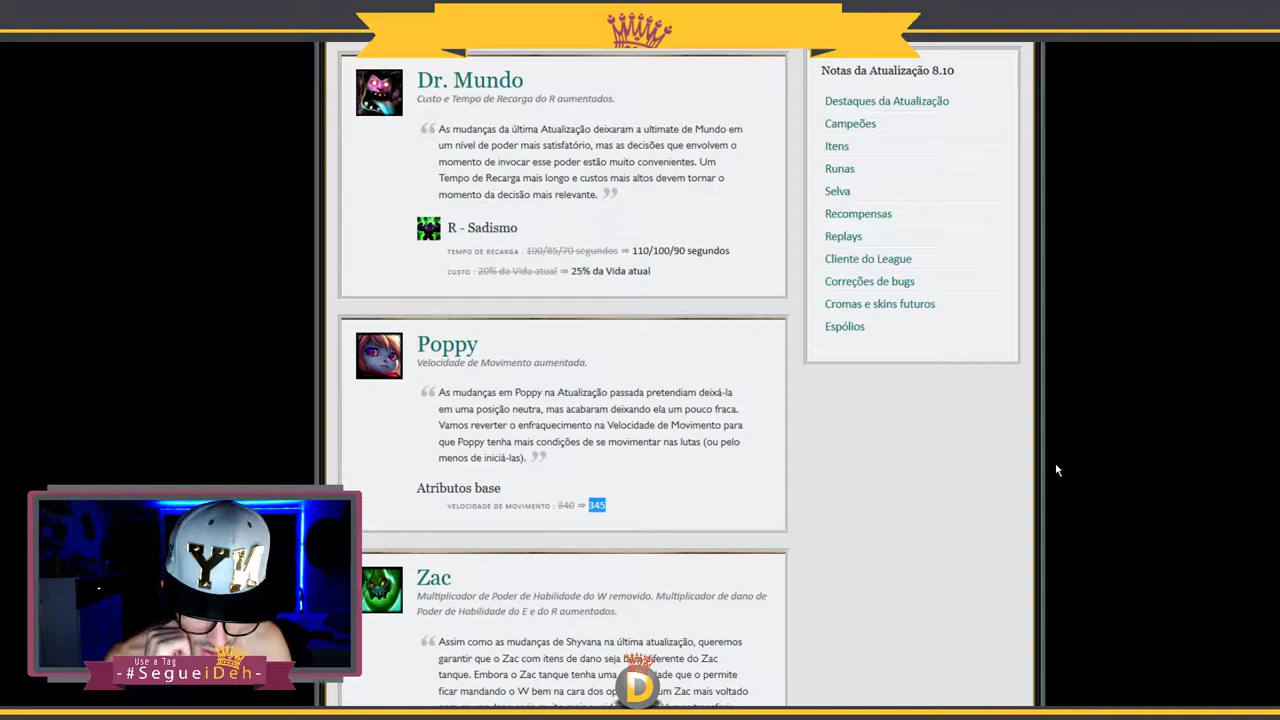 Dr. Mundo
Custo e Tempo de Recarga do R aumentados.
As mudanças da última Atualização deixaram a ultimate de Mundo em
um nível de poder mais satisfatório, mas as decisões que envolvem o
momento de invocar esse poder estão muito convenientes. Um
Tempo de Recarga mais longo e custos mais altos devem tornar o
momento da decisão mais relevante.
R - Sadismo
TEMPO DE RECARGA : 100/85/70 segundos ⇒ 110/100/90 segundos
CUSTO : 20% da Vida atual ⇒ 25% da Vida atual
Poppy
Velocidade de Movimento aumentada.
As mudanças em Poppy na Atualização passada pretendiam deixá-la
em uma posição neutra, mas acabaram deixando ela um pouco fraca.
Vamos reverter o enfraquecimento na Velocidade de Movimento para
que Poppy tenha mais condições de se movimentar nas lutas (ou pelo
menos de iniciá-las).
Atributos base
VELOCIDADE DE MOVIMENTO : 340 ⇒ 345
Zac
Multiplicador de Poder de Habilidade do W removido. Multiplicador de dano de
Poder de Habilidade do E e do R aumentados.
Assim como as mudanças de Shyvana na última atualização, queremos
garantir que o Zac com itens de dano seja diferente do Zac
tanque. Embora o Zac tanque tenha uma que o permite
ficar mandando o W bem na cara dos um Zac mais voltado
Notas da Atualização 8.10
Destaques da Atualização
Campeões
Itens
Runas
Selva
Recompensas
Replays
Cliente do League
Correções de bugs
Cromas e skins futuros
Espólios
YW
Use a Tag
-#SegueiDeh-
D